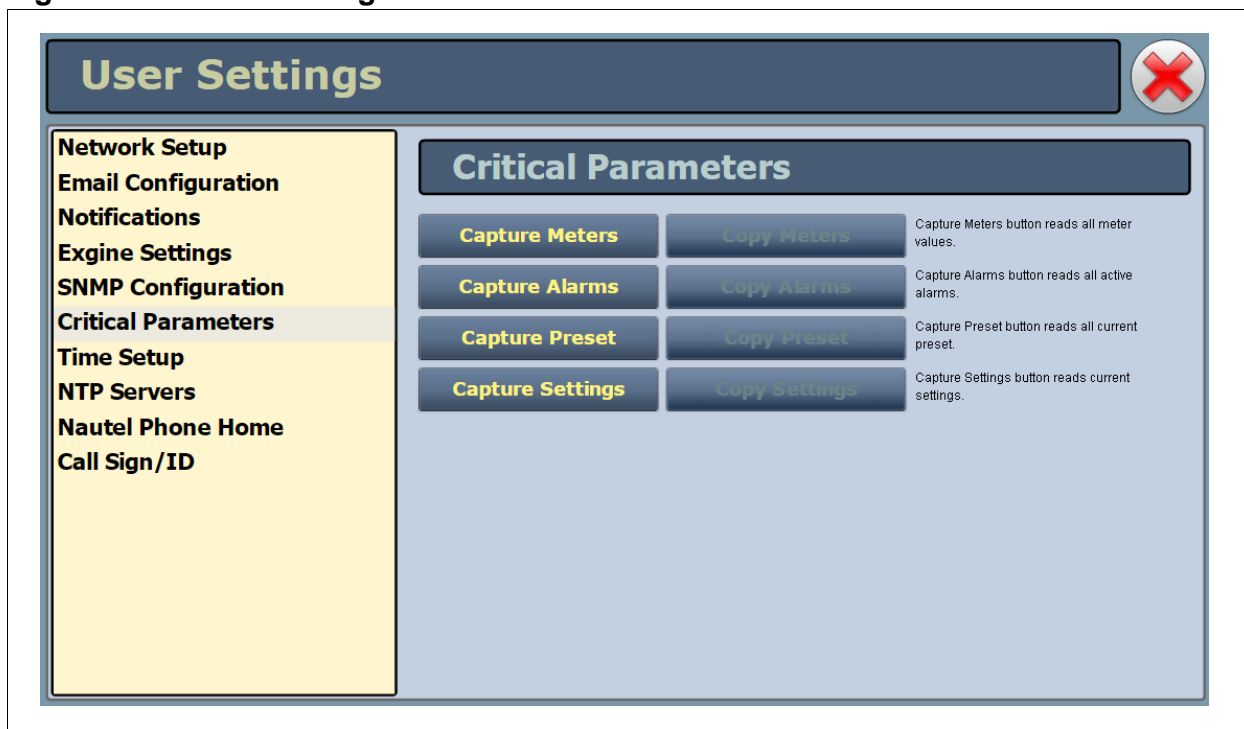 User Settings
Network Setup
Email Configuration
Notifications
Exgine Settings
SNMP Configuration
Critical Parameters
Time Setup
NTP Servers
Nautel Phone Home
Call Sign/ID
Critical Parameters
Capture Meters
Copy Meters
Capture Meters button reads all meter
values.
Capture Alarms
Copy Alarms
Capture Alarms button reads all active
alarms.
Capture Preset
Copy Preset
Capture Preset button reads all current
preset.
Capture Settings
Copy Settings
Capture Settings button reads current
settings.